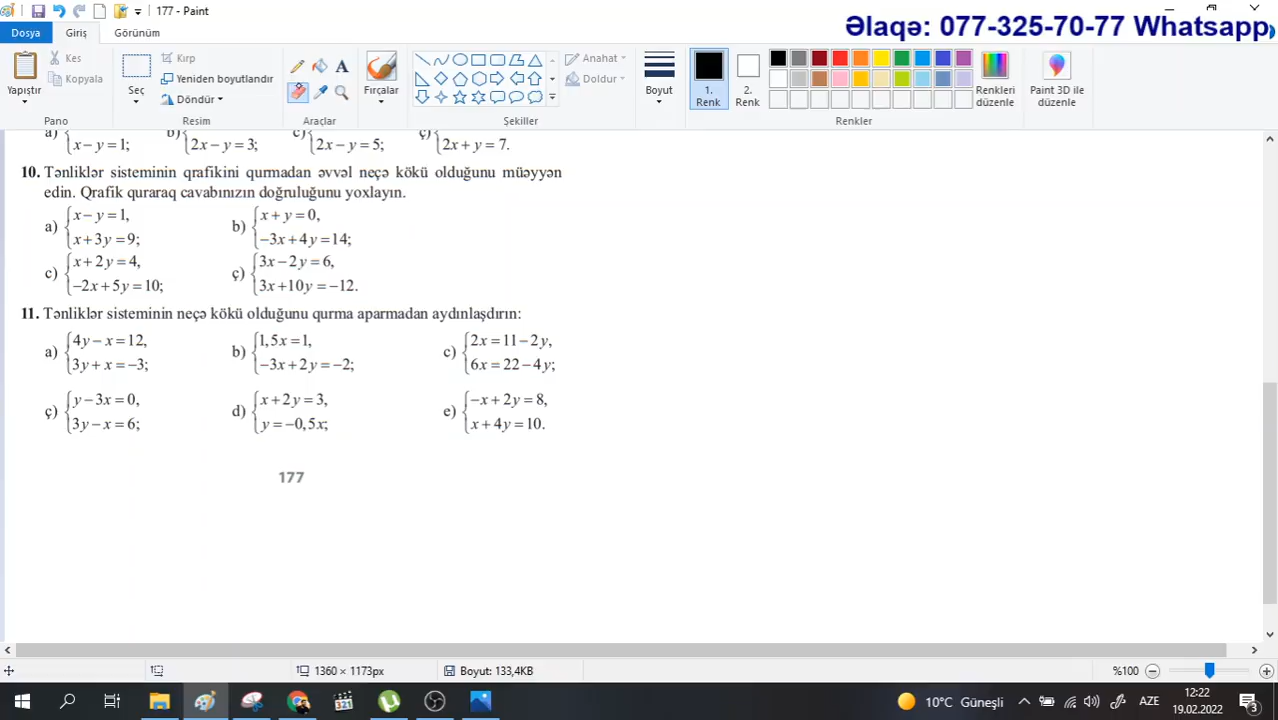 177 - Paint
Əlaqə: 077-325-70-77 Whatsapp
Dosya Giriş Görünüm
Yapıştır Kes Kopyala
Pano
Seç Kırp Yeniden boyutlandır Döndür
Resim
Araçlar
Fırçalar
Şekiller
Anahat Doldur
Boyut
1. Renk
2. Renk
Renkleri düzenle
Renkler
Paint 3D ile düzenle
a) x − y = 1; b) 2x − y = 3; c) 2x − y = 5; ç) 2x + y = 7.
10. Tənliklər sisteminin qrafikini qurmadan əvvəl neçə kökü olduğunu müəyyən
edin. Qrafik quraraq cavabınızın doğruluğunu yoxlayın.
a) { x − y = 1, x + 3y = 9; b) { x + y = 0, −3x + 4y = 14;
c) { x + 2y = 4, −2x + 5y = 10; ç) { 3x − 2y = 6, 3x + 10y = −12.
11. Tənliklər sisteminin neçə kökü olduğunu qurma aparmadan aydınlaşdırın:
a) { 4y − x = 12, 3y + x = −3; b) { 1,5x = 1, −3x + 2y = −2; c) { 2x = 11 − 2y, 6x = 22 − 4y;
ç) { y − 3x = 0, 3y − x = 6; d) { x + 2y = 3, y = −0,5x; e) { −x + 2y = 8, x + 4y = 10.
177
1360 × 1173px Boyut: 133,4KB %100
10°C Güneşli AZE 12:22
19.02.2022 3